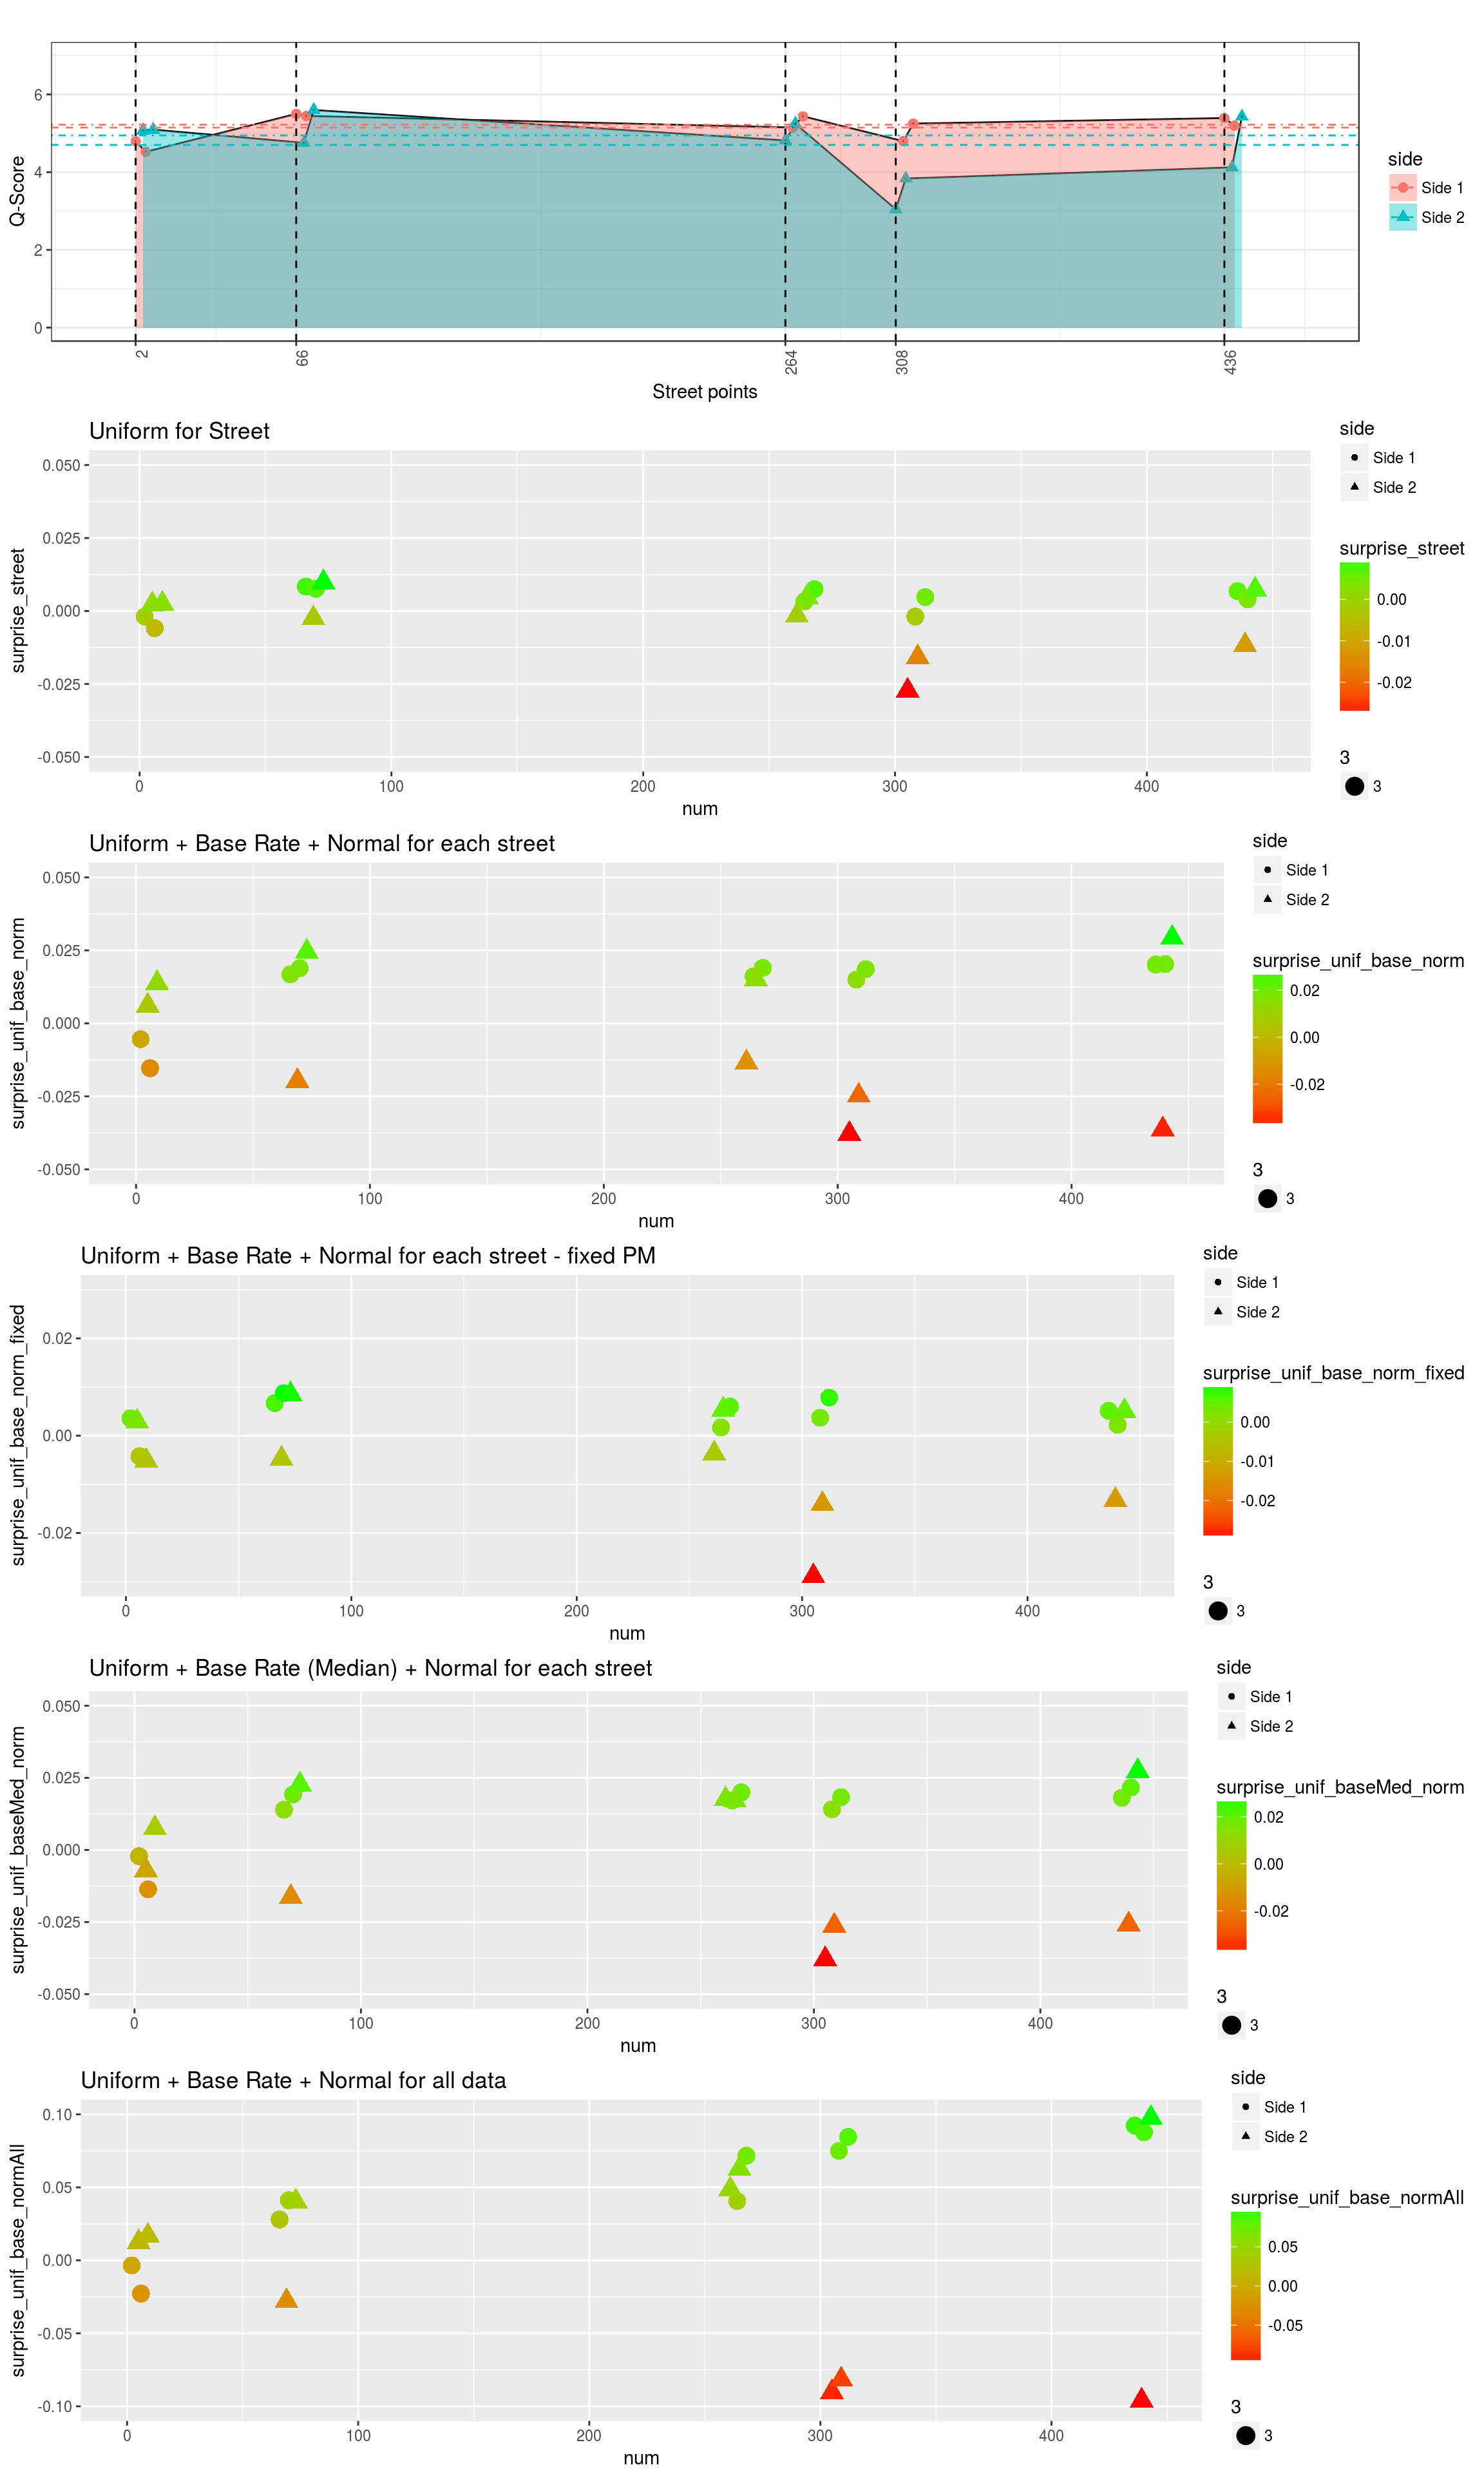 6
4
2
0
Q-Score
2
66
264
308
436
Street points
side
Side 1
Side 2
Uniform for Street
0.050
0.025
0.000
-0.025
-0.050
surprise_street
0
100
200
300
400
num
side
Side 1
Side 2
surprise_street
0.00
-0.01
-0.02
3
3
Uniform + Base Rate + Normal for each street
0.050
0.025
0.000
-0.025
-0.050
surprise_unif_base_norm
0
100
200
300
400
num
side
Side 1
Side 2
surprise_unif_base_norm
0.02
0.00
-0.02
3
3
Uniform + Base Rate + Normal for each street - fixed PM
0.02
0.00
-0.02
surprise_unif_base_norm_fixed
0
100
200
300
400
num
side
Side 1
Side 2
surprise_unif_base_norm_fixed
0.00
-0.01
-0.02
3
3
Uniform + Base Rate (Median) + Normal for each street
0.050
0.025
0.000
-0.025
-0.050
surprise_unif_baseMed_norm
0
100
200
300
400
num
side
Side 1
Side 2
surprise_unif_baseMed_norm
0.02
0.00
-0.02
3
3
Uniform + Base Rate + Normal for all data
0.10
0.05
0.00
-0.05
-0.10
surprise_unif_base_normAll
0
100
200
300
400
num
side
Side 1
Side 2
surprise_unif_base_normAll
0.05
0.00
-0.05
3
3